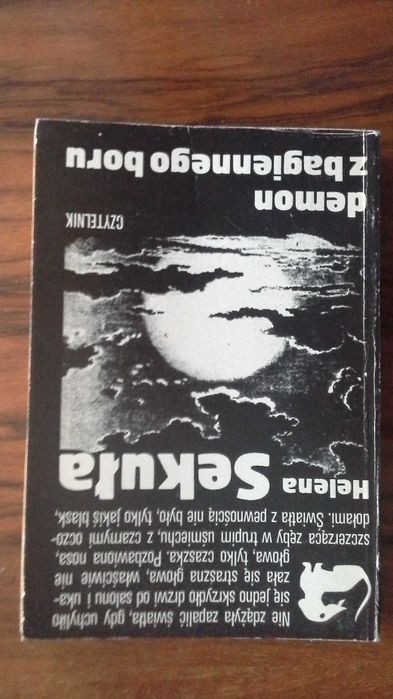 Nie zdążyła zapalić światła, gdy uchyliło
się jedno skrzydło drzwi od salonu i uka-
zała się straszna głowa, właściwie nie
głowa, tylko czaszka. Pozbawiona nosa,
szczerząca zęby w trupim uśmiechu, z czarnymi oczo-
dołami. Światła z pewnością nie było, tylko jakiś blask,
Helena Sekuła
CZYTELNIK
demon
z bagiennego boru